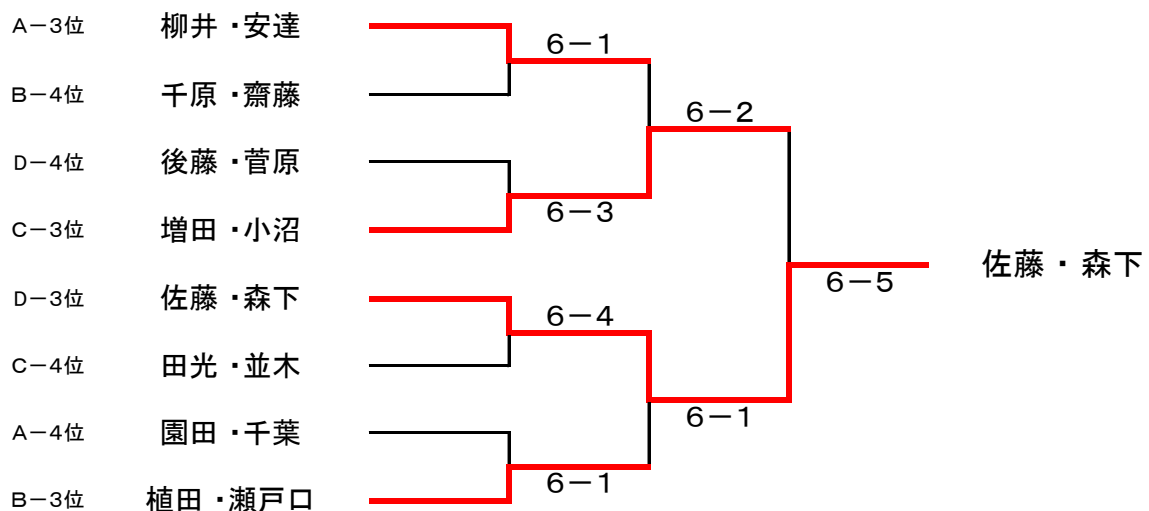 A－3位 柳井・安達
6－1
B－4位 千原・齋藤
6－2
D－4位 後藤・菅原
6－3
C－3位 増田・小沼
佐藤・森下
6－5
D－3位 佐藤・森下
6－4
C－4位 田光・並木
6－1
A－4位 園田・千葉
6－1
B－3位 植田・瀬戸口